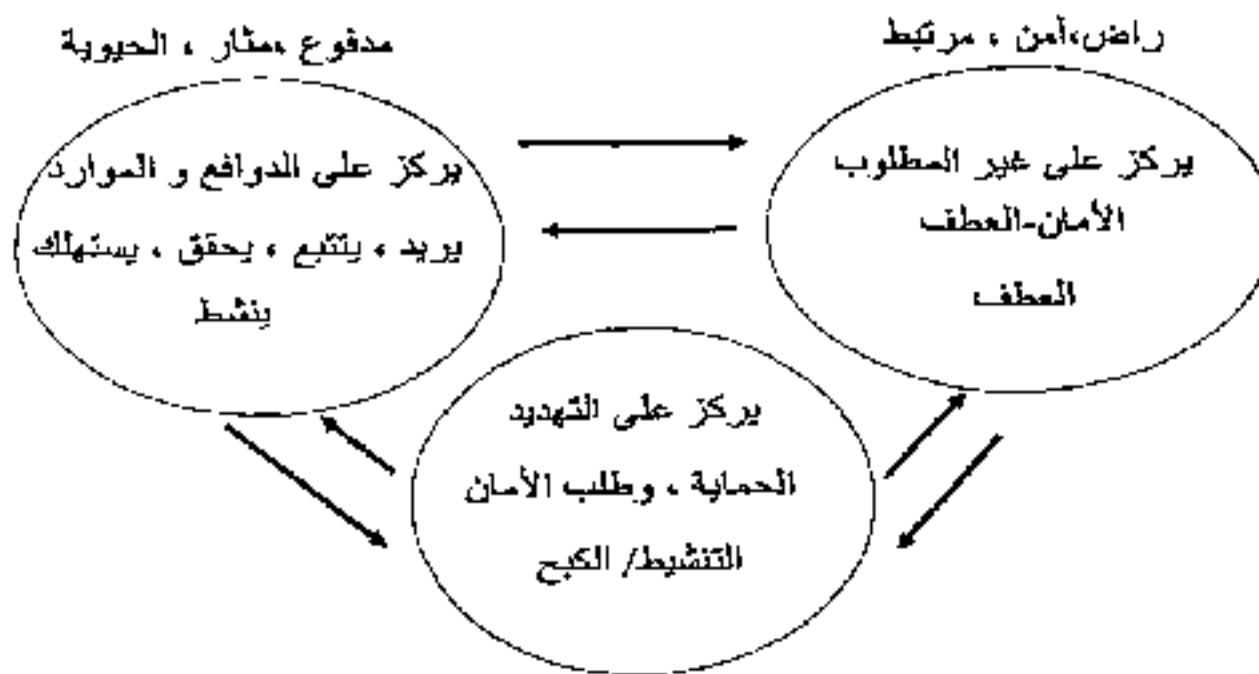 راض،آمن ، مرتبط
مدفوع ،مثار ، الحيوية
يركز على غير المطلوب
الأمان-العطف
العطف
يركز على الدوافع و الموارد
يريد ، يتتبع ، يحقق ، يستهلك
ينشط
يركز على التهديد
الحماية ، وطلب الأمان
التنشيط/ الكبح